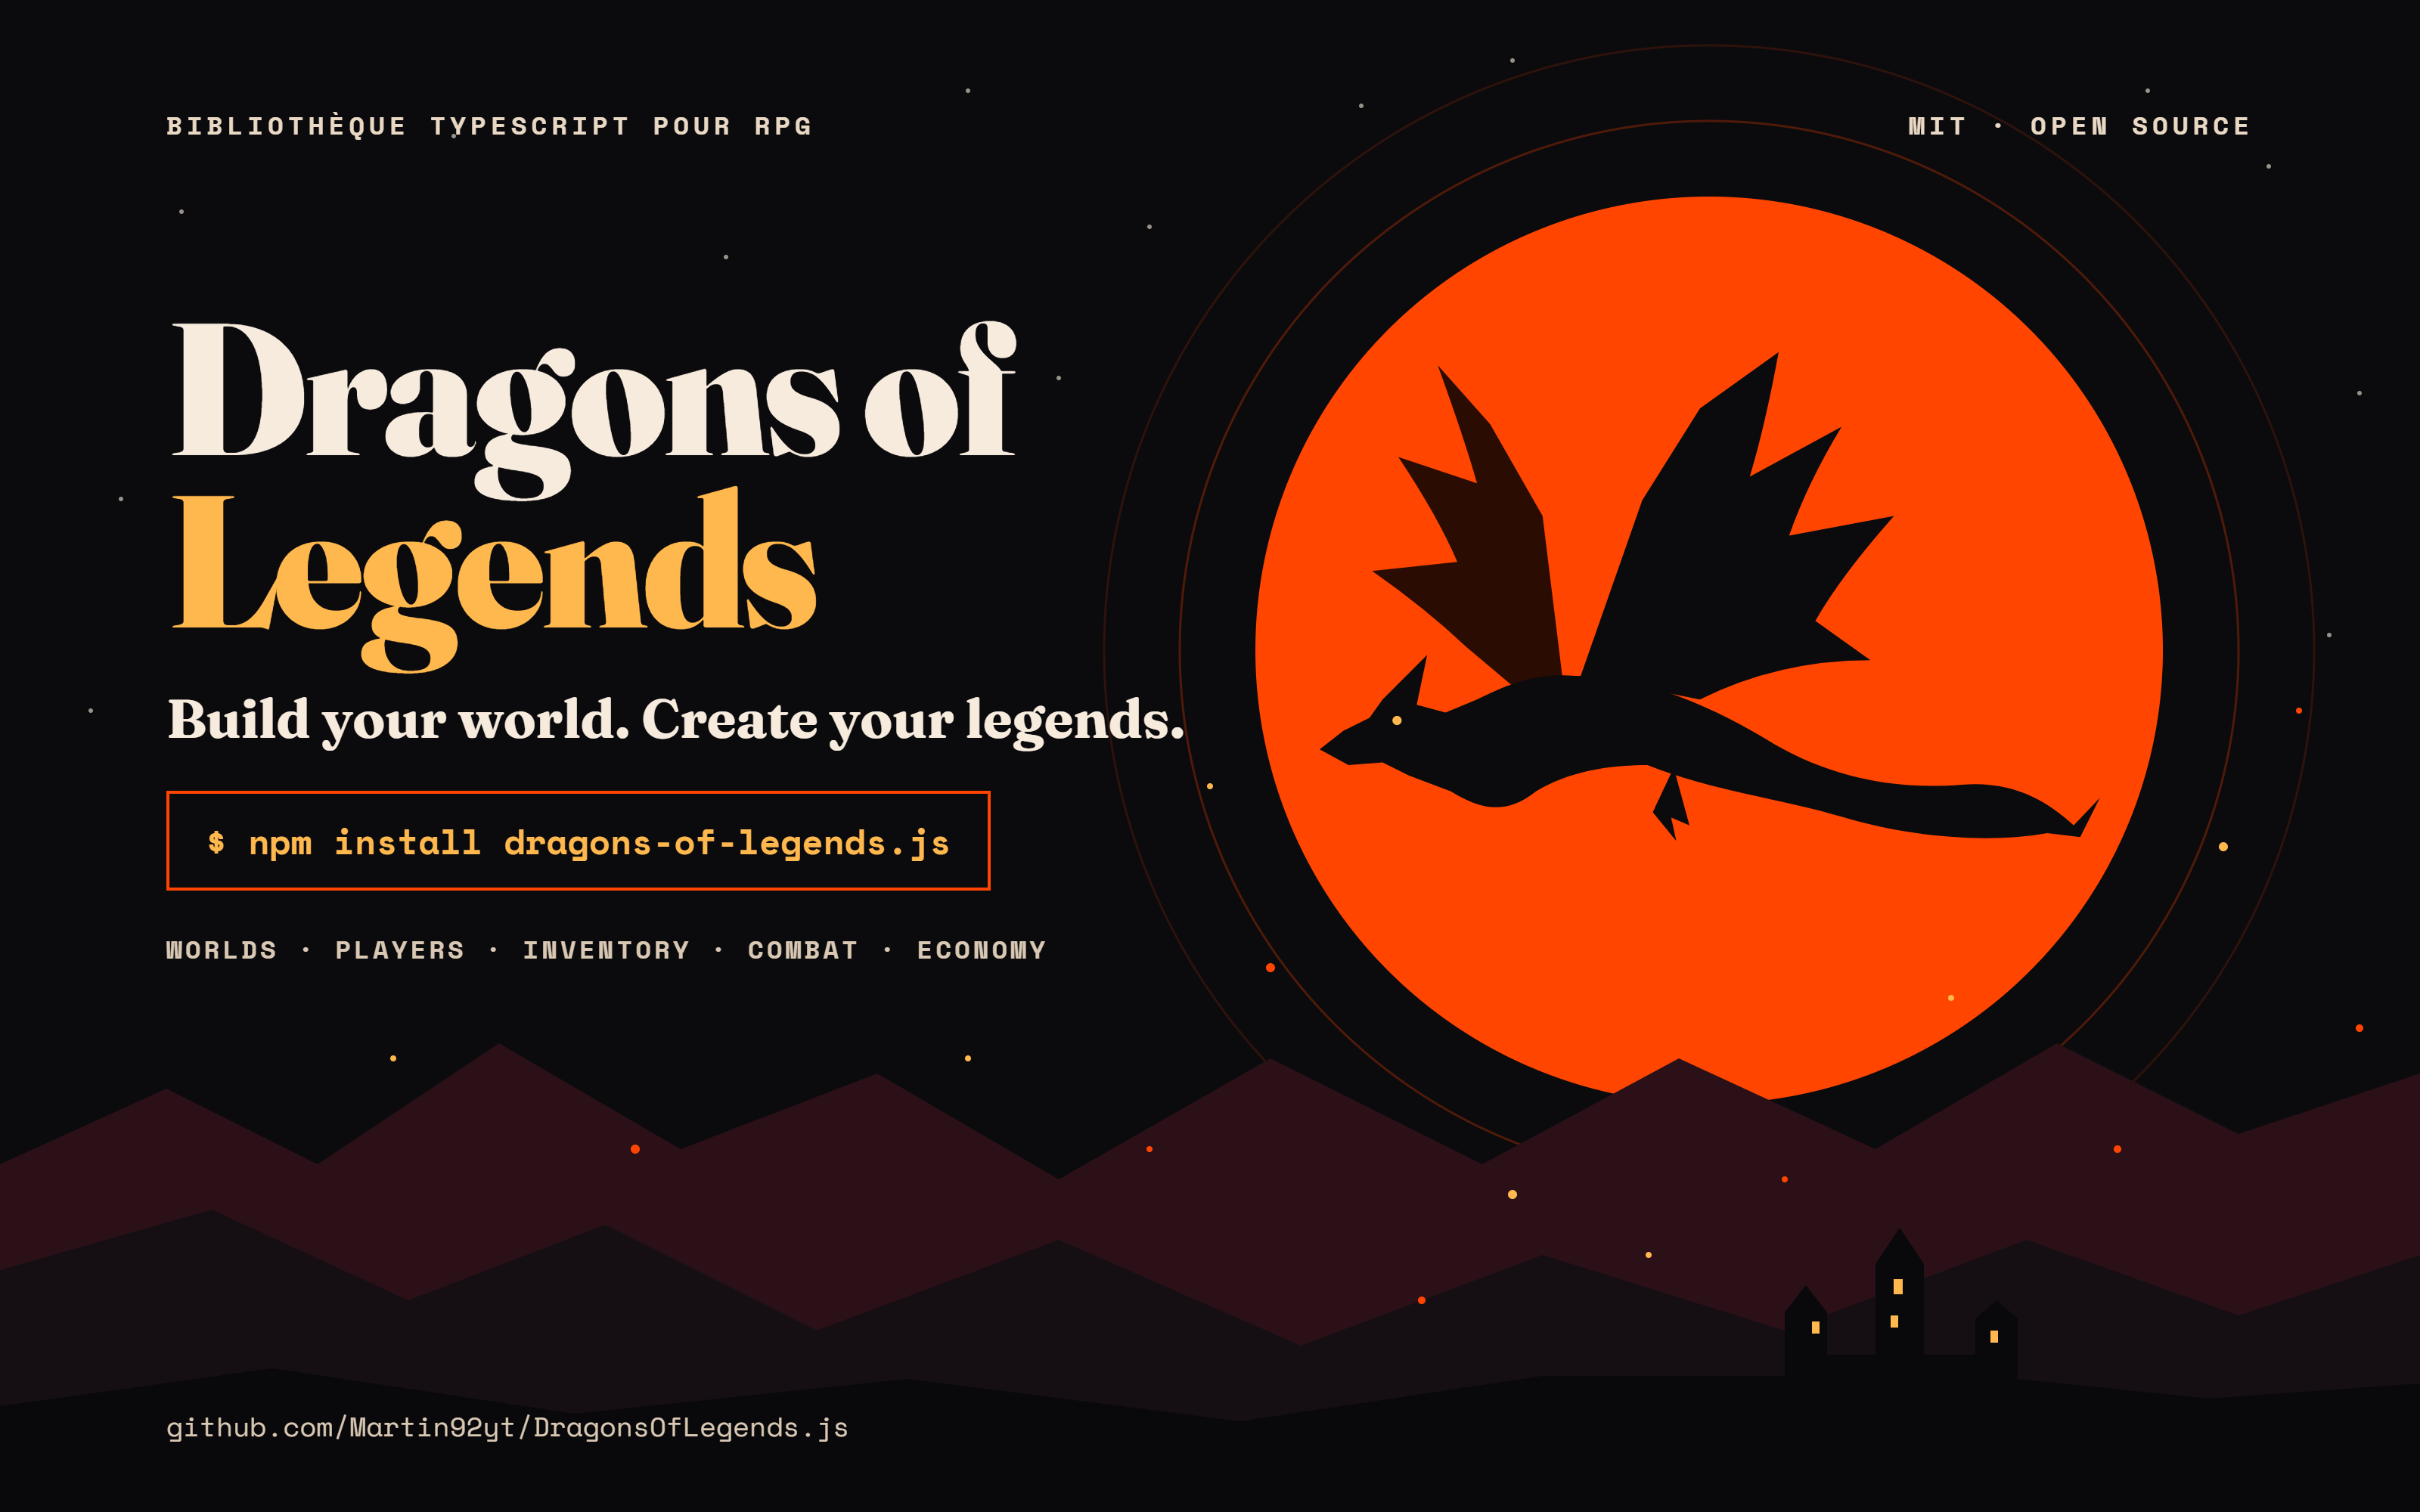 BIBLIOTHÈQUE TYPESCRIPT POUR RPG
MIT · OPEN SOURCE
Dragons of
Legends
Build your world. Create your legends.
$ npm install dragons-of-legends.js
WORLDS · PLAYERS · INVENTORY · COMBAT · ECONOMY
github.com/Martin92yt/DragonsOfLegends.js